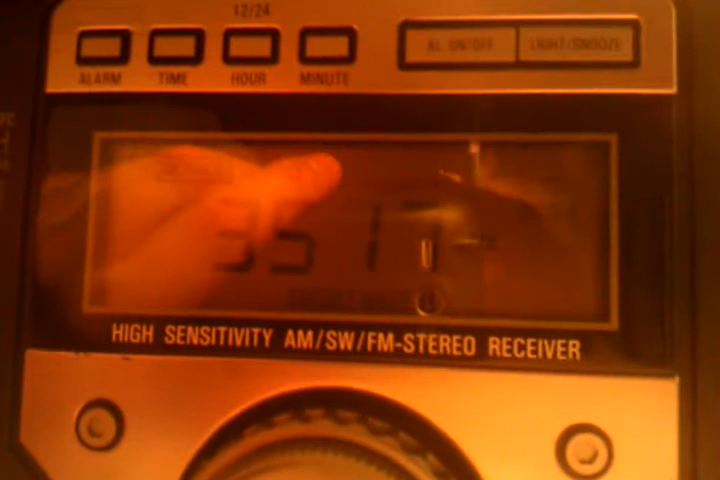 12/24
ALARM TIME HOUR MINUTE AL. ON/OFF LIGHT/SNOOZE
HIGH SENSITIVITY AM/SW/FM-STEREO RECEIVER